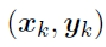 (𝒙ₖ, 𝒚ₖ)